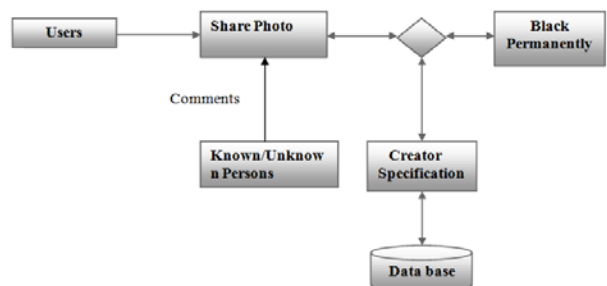 Users
Share Photo
Black
Permanently
Comments
Known/Unknow
n Persons
Creator
Specification
Data base